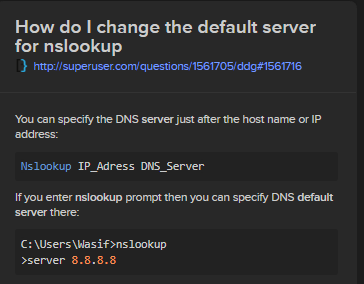 How do I change the default server
for nslookup
http://superuser.com/questions/1561705/ddg#1561716
You can specify the DNS server just after the host name or IP
address:
Nslookup IP_Adress DNS_Server
If you enter nslookup prompt then you can specify DNS default
server there:
C:\Users\Wasif>nslookup
>server 8.8.8.8